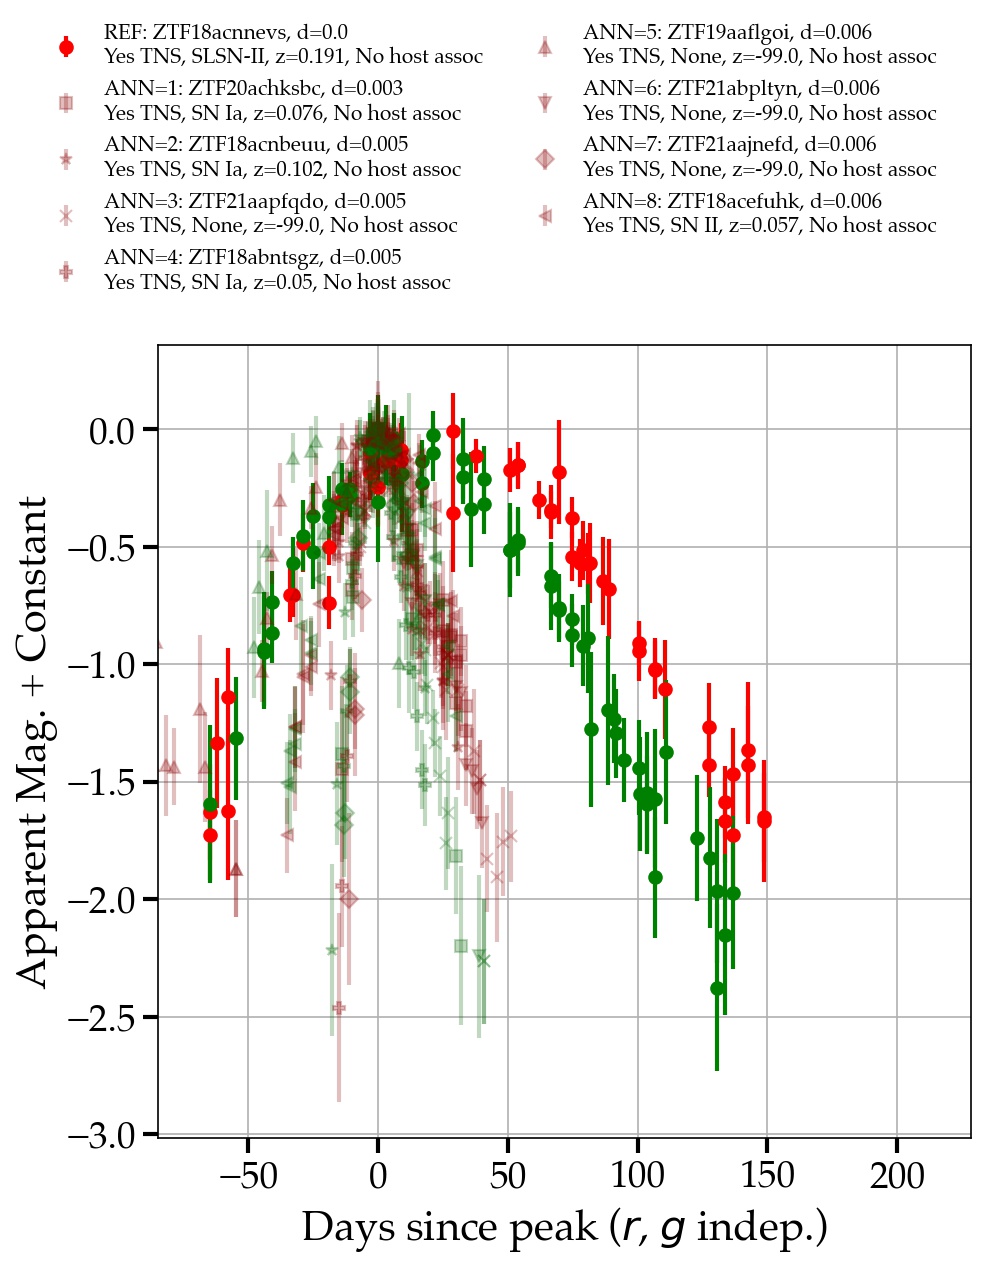 REF: ZTF18acnnevs, d=0.0
Yes TNS, SLSN-II, z=0.191, No host assoc
ANN=1: ZTF20achksbc, d=0.003
Yes TNS, SN Ia, z=0.076, No host assoc
ANN=2: ZTF18acnbeuu, d=0.005
Yes TNS, SN Ia, z=0.102, No host assoc
ANN=3: ZTF21aapfqdo, d=0.005
Yes TNS, None, z=-99.0, No host assoc
ANN=4: ZTF18abntsgz, d=0.005
Yes TNS, SN Ia, z=0.05, No host assoc
ANN=5: ZTF19aaflgoi, d=0.006
Yes TNS, None, z=-99.0, No host assoc
ANN=6: ZTF21abpltyn, d=0.006
Yes TNS, None, z=-99.0, No host assoc
ANN=7: ZTF21aajnefd, d=0.006
Yes TNS, None, z=-99.0, No host assoc
ANN=8: ZTF18acefuhk, d=0.006
Yes TNS, SN II, z=0.057, No host assoc
Apparent Mag. + Constant
0.0
−0.5
−1.0
−1.5
−2.0
−2.5
−3.0
−50
0
50
100
150
200
Days since peak (r, g indep.)